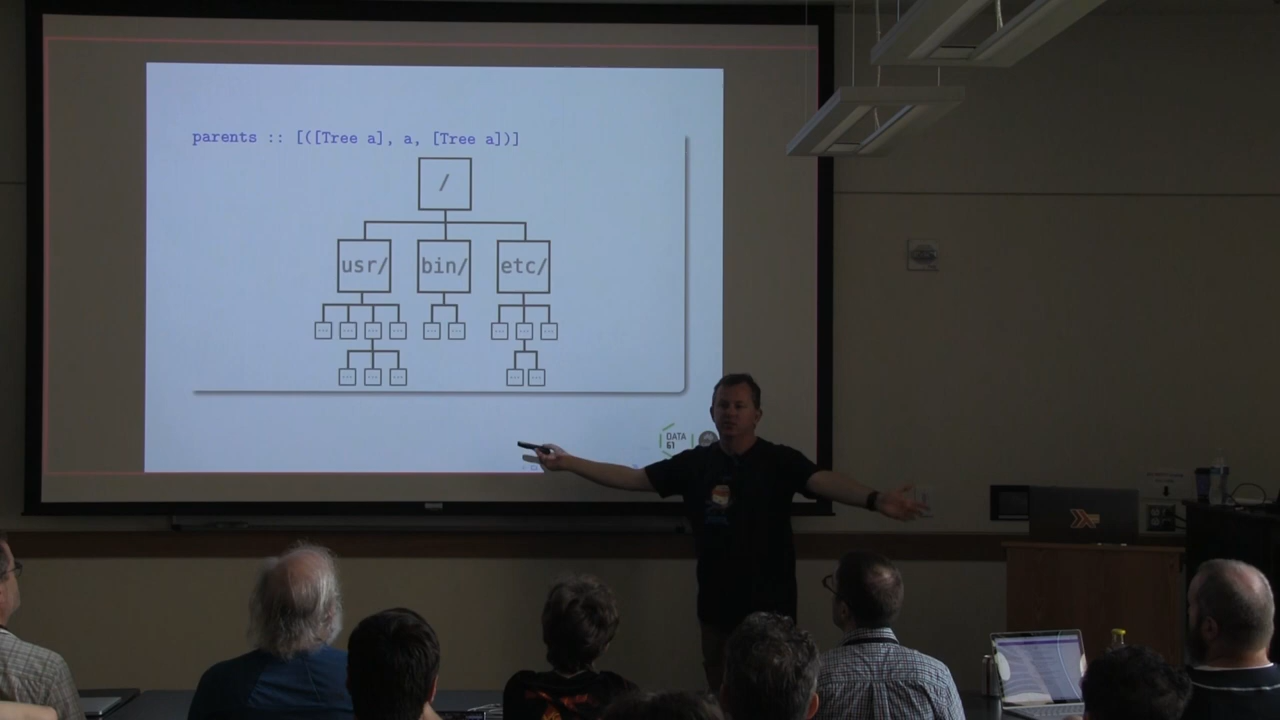 parents :: [([Tree a], a, [Tree a])]
/
usr/ bin/ etc/
... ... ... ... ... ... ... ... ...
... ... ... ... ...
DATA
61